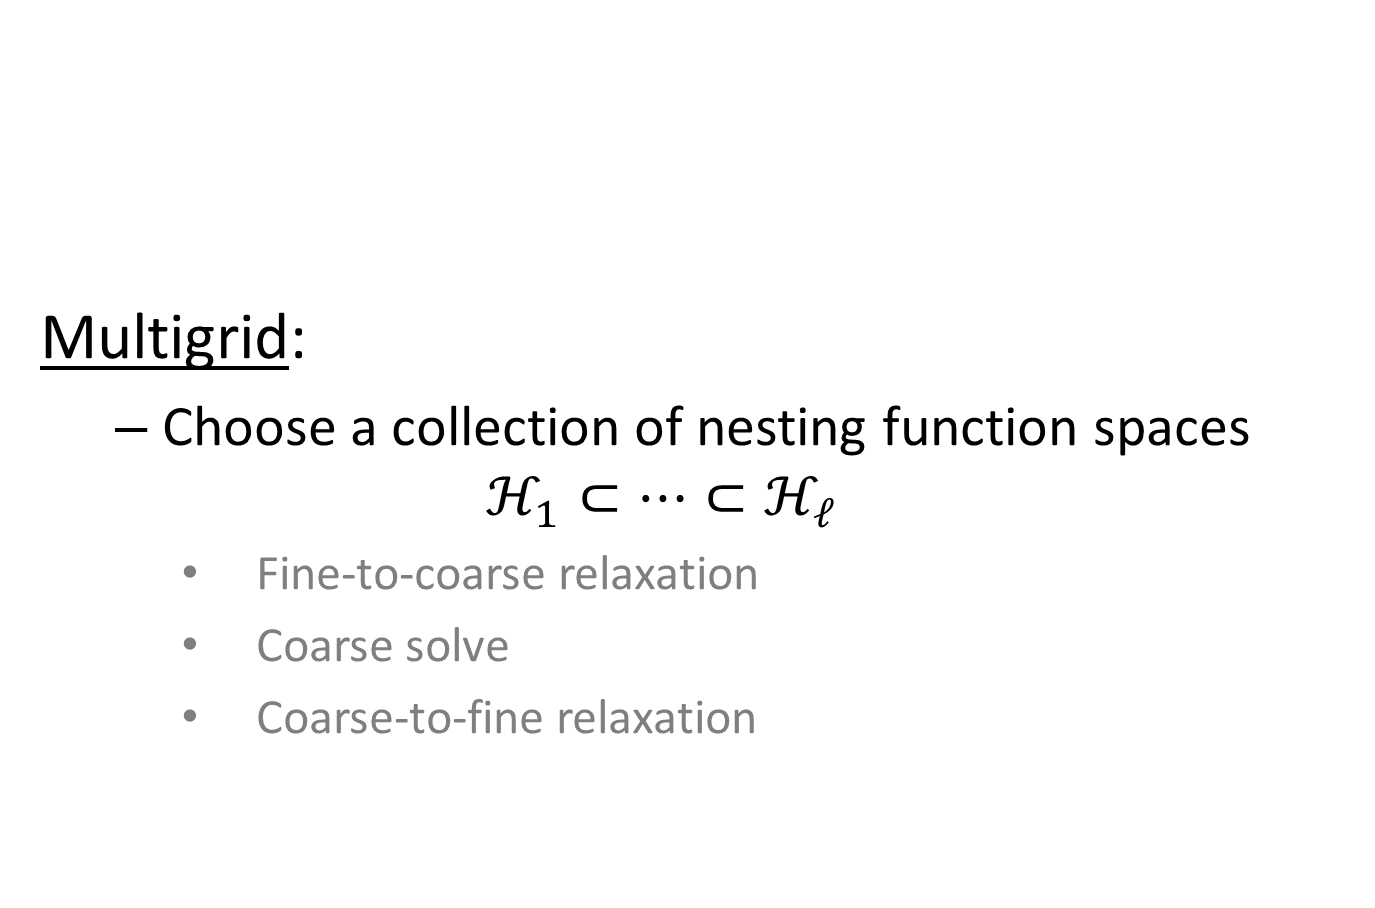 Multigrid:
– Choose a collection of nesting function spaces
ℋ₁ ⊂ ⋯ ⊂ ℋℓ
• Fine-to-coarse relaxation
• Coarse solve
• Coarse-to-fine relaxation